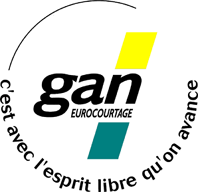 gan
EUROCOURTAGE
c'est avec l'esprit libre qu'on avance